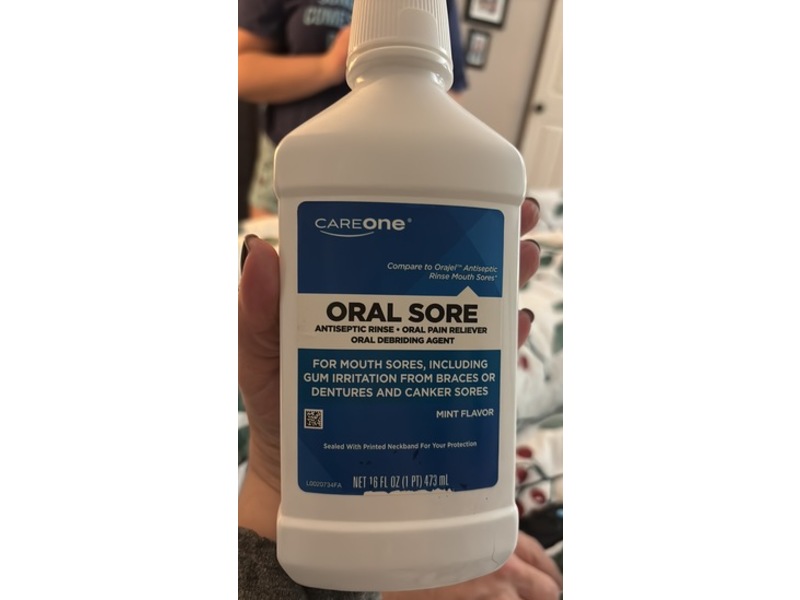 CAREONE®
Compare to Orajel™ Antiseptic
Rinse Mouth Sores*
ORAL SORE
ANTISEPTIC RINSE • ORAL PAIN RELIEVER
ORAL DEBRIDING AGENT
FOR MOUTH SORES, INCLUDING
GUM IRRITATION FROM BRACES OR
DENTURES AND CANKER SORES
MINT FLAVOR
Sealed With Printed Neckband For Your Protection
L0020734FA
NET 16 FL OZ (1 PT) 473 mL